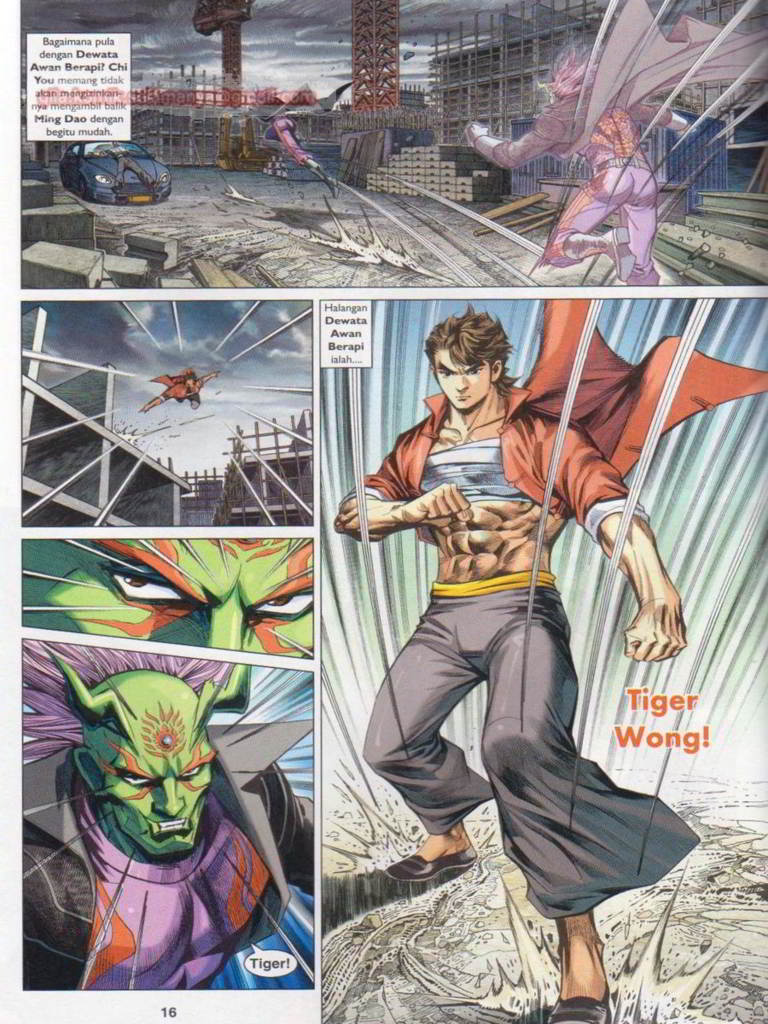 Bagaimana pula
dengan Dewata
Awan Berapi? Chi
You memang tidak
akan mengizinkan-
nya mengambil balik
Ming Dao dengan
begitu mudah.
Halangan
Dewata
Awan
Berapi
ialah....
Tiger
Wong!
Tiger!
16